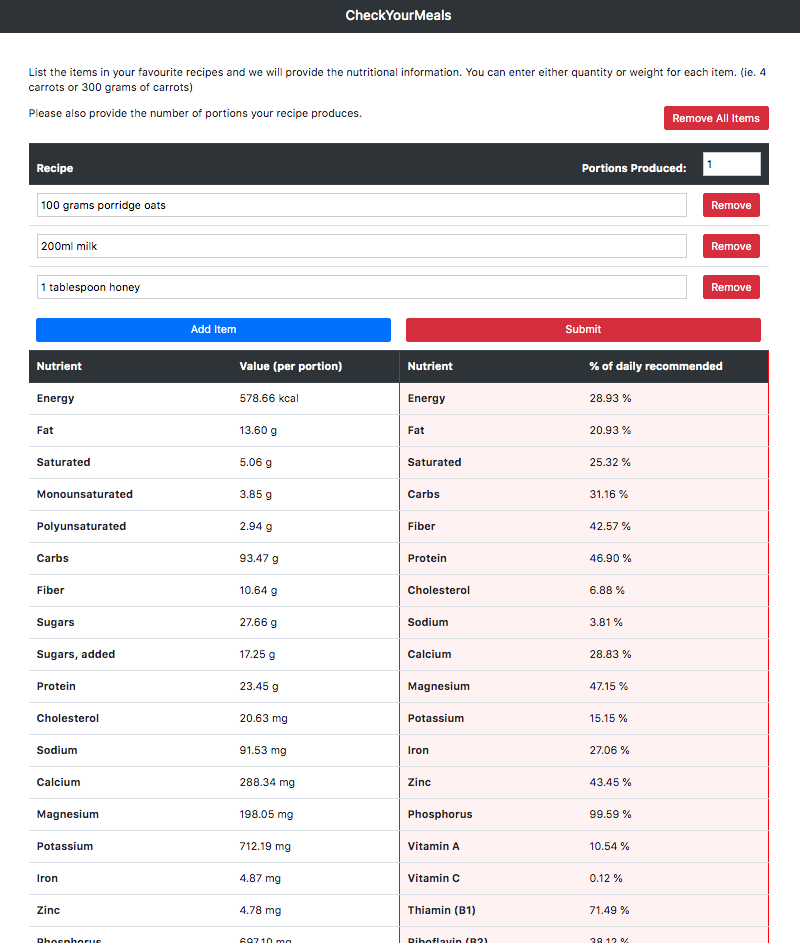 CheckYourMeals
List the items in your favourite recipes and we will provide the nutritional information. You can enter either quantity or weight for each item. (ie. 4
carrots or 300 grams of carrots)
Please also provide the number of portions your recipe produces.
Remove All Items
Recipe Portions Produced: 1
100 grams porridge oats Remove
200ml milk Remove
1 tablespoon honey Remove
Add Item Submit
Nutrient Value (per portion) Nutrient % of daily recommended
Energy 578.66 kcal Energy 28.93 %
Fat 13.60 g Fat 20.93 %
Saturated 5.06 g Saturated 25.32 %
Monounsaturated 3.85 g Carbs 31.16 %
Polyunsaturated 2.94 g Fiber 42.57 %
Carbs 93.47 g Protein 46.90 %
Fiber 10.64 g Cholesterol 6.88 %
Sugars 27.66 g Sodium 3.81 %
Sugars, added 17.25 g Calcium 28.83 %
Protein 23.45 g Magnesium 47.15 %
Cholesterol 20.63 mg Potassium 15.15 %
Sodium 91.53 mg Iron 27.06 %
Calcium 288.34 mg Zinc 43.45 %
Magnesium 198.05 mg Phosphorus 99.59 %
Potassium 712.19 mg Vitamin A 10.54 %
Iron 4.87 mg Vitamin C 0.12 %
Zinc 4.78 mg Thiamin (B1) 71.49 %
Phosphorus 697.10 mg Riboflavin (B2) 38.12 %